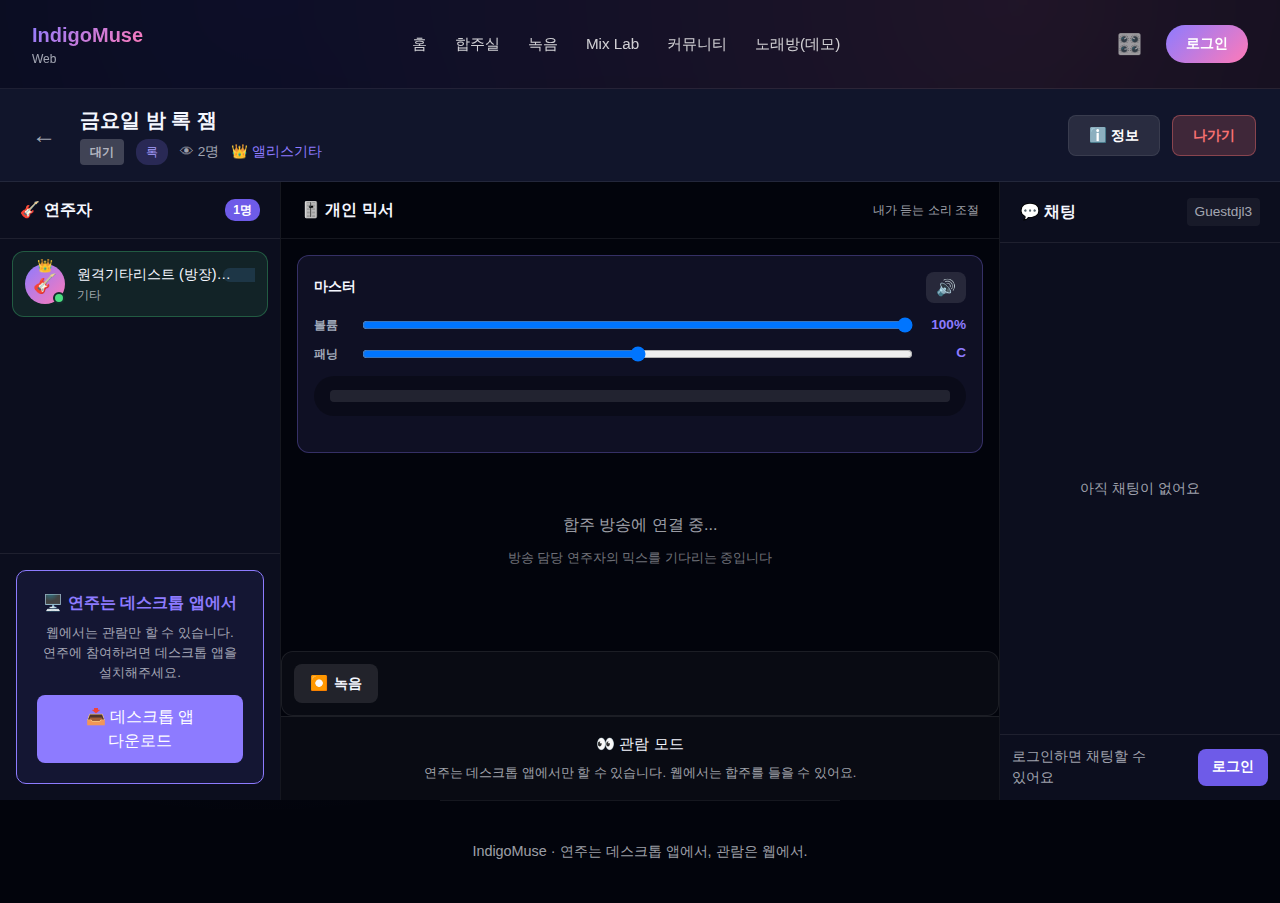 IndigoMuse
Web
홈
합주실
녹음
Mix Lab
커뮤니티
노래방(데모)
로그인
←
금요일 밤 록 잼
대기
록
👁 2명
👑 앨리스기타
ℹ️ 정보
나가기
🎸 연주자
1명
원격기타리스트 (방장)…
기타
🖥️ 연주는 데스크톱 앱에서
웹에서는 관람만 할 수 있습니다.
연주에 참여하려면 데스크톱 앱을
설치해주세요.
📥 데스크톱 앱
다운로드
🎚 개인 믹서
내가 듣는 소리 조절
마스터
🔊
볼륨
100%
패닝
C
합주 방송에 연결 중...
방송 담당 연주자의 믹스를 기다리는 중입니다
⏺️ 녹음
👀 관람 모드
연주는 데스크톱 앱에서만 할 수 있습니다. 웹에서는 합주를 들을 수 있어요.
💬 채팅
Guestdjl3
아직 채팅이 없어요
로그인하면 채팅할 수
있어요
로그인
IndigoMuse · 연주는 데스크톱 앱에서, 관람은 웹에서.